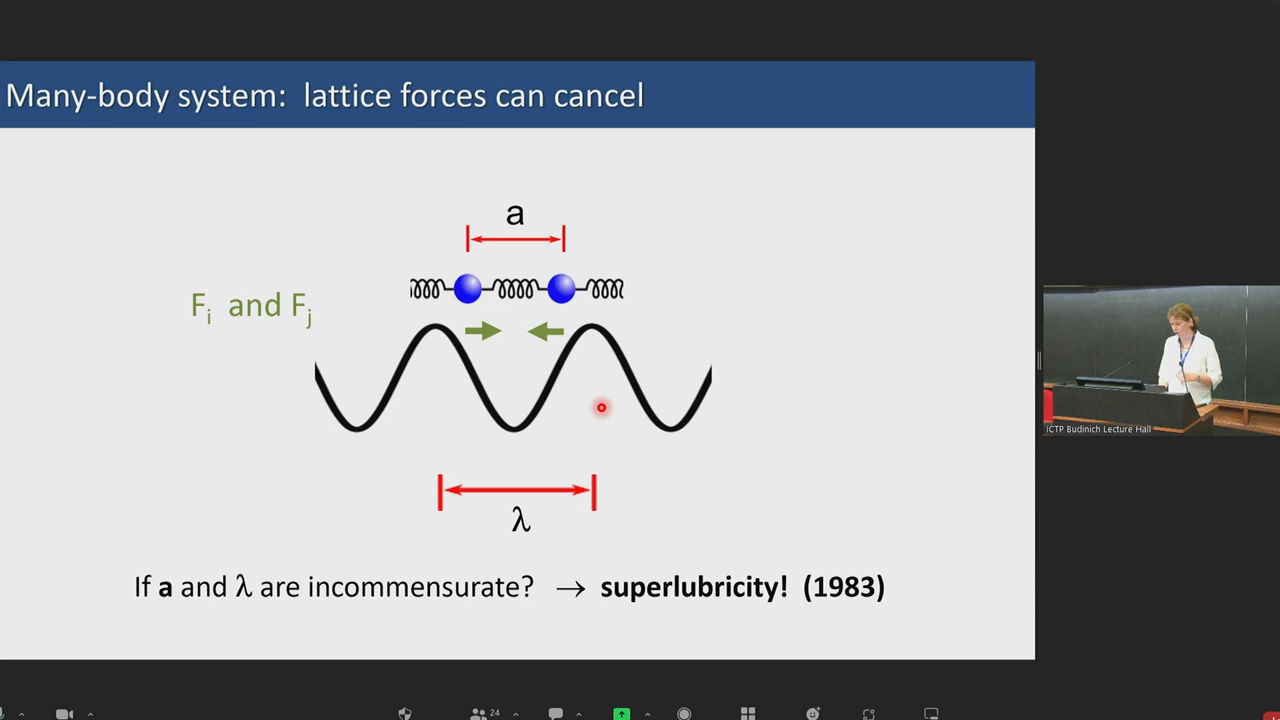 Many-body system: lattice forces can cancel
a
Fi and Fj
λ
If a and λ are incommensurate? → superlubricity! (1983)
ICTP Budinich Lecture Hall
24